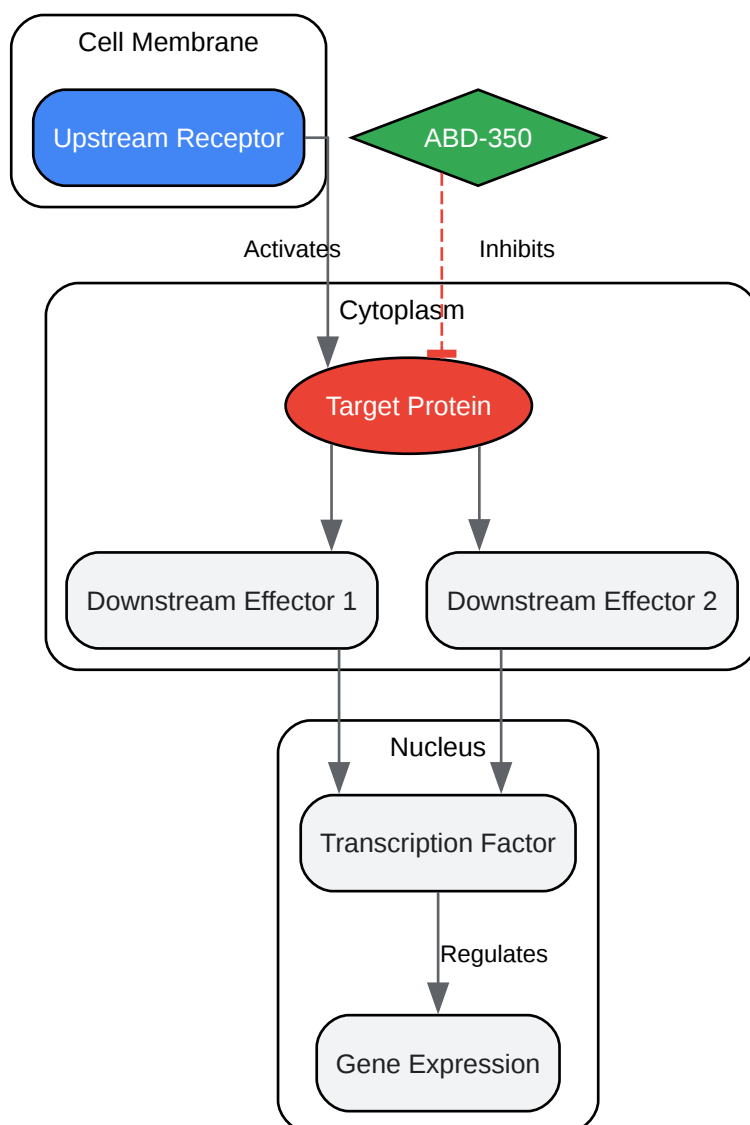 Cell Membrane
Upstream Receptor
ABD-350
Activates
Inhibits
Cytoplasm
Target Protein
Downstream Effector 1
Downstream Effector 2
Nucleus
Transcription Factor
Regulates
Gene Expression